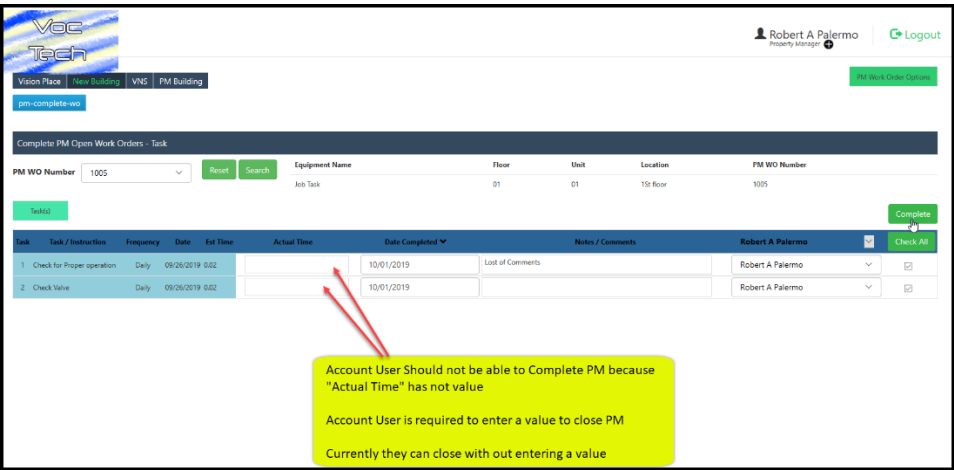 Voc
Tech
Robert A Palermo
Property Manager
Logout
Vision Place New Building VNS PM Building
PM Work Order Options
pm-complete-wo
Complete PM Open Work Orders - Task
PM WO Number 1005 Reset Search
Equipment Name Floor Unit Location PM WO Number
Job Task 01 01 1St floor 1005
Task(s)
Complete
Task Task / Instruction Frequency Date Est Time Actual Time Date Completed Notes / Comments Robert A Palermo Check All
1 Check for Proper operation Daily 09/26/2019 0.02 10/01/2019 Lost of Comments Robert A Palermo
2 Check Valve Daily 09/26/2019 0.02 10/01/2019 Robert A Palermo
Account User Should not be able to Complete PM because
"Actual Time" has not value
Account User is required to enter a value to close PM
Currently they can close with out entering a value